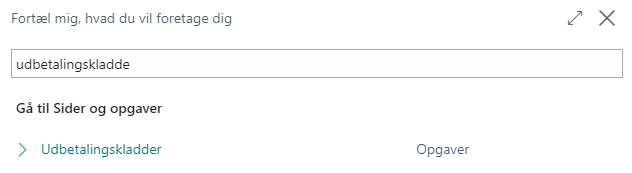 Fortæl mig, hvad du vil foretage dig
udbetalingskladde
Gå til Sider og opgaver
Udbetalingskladder Opgaver